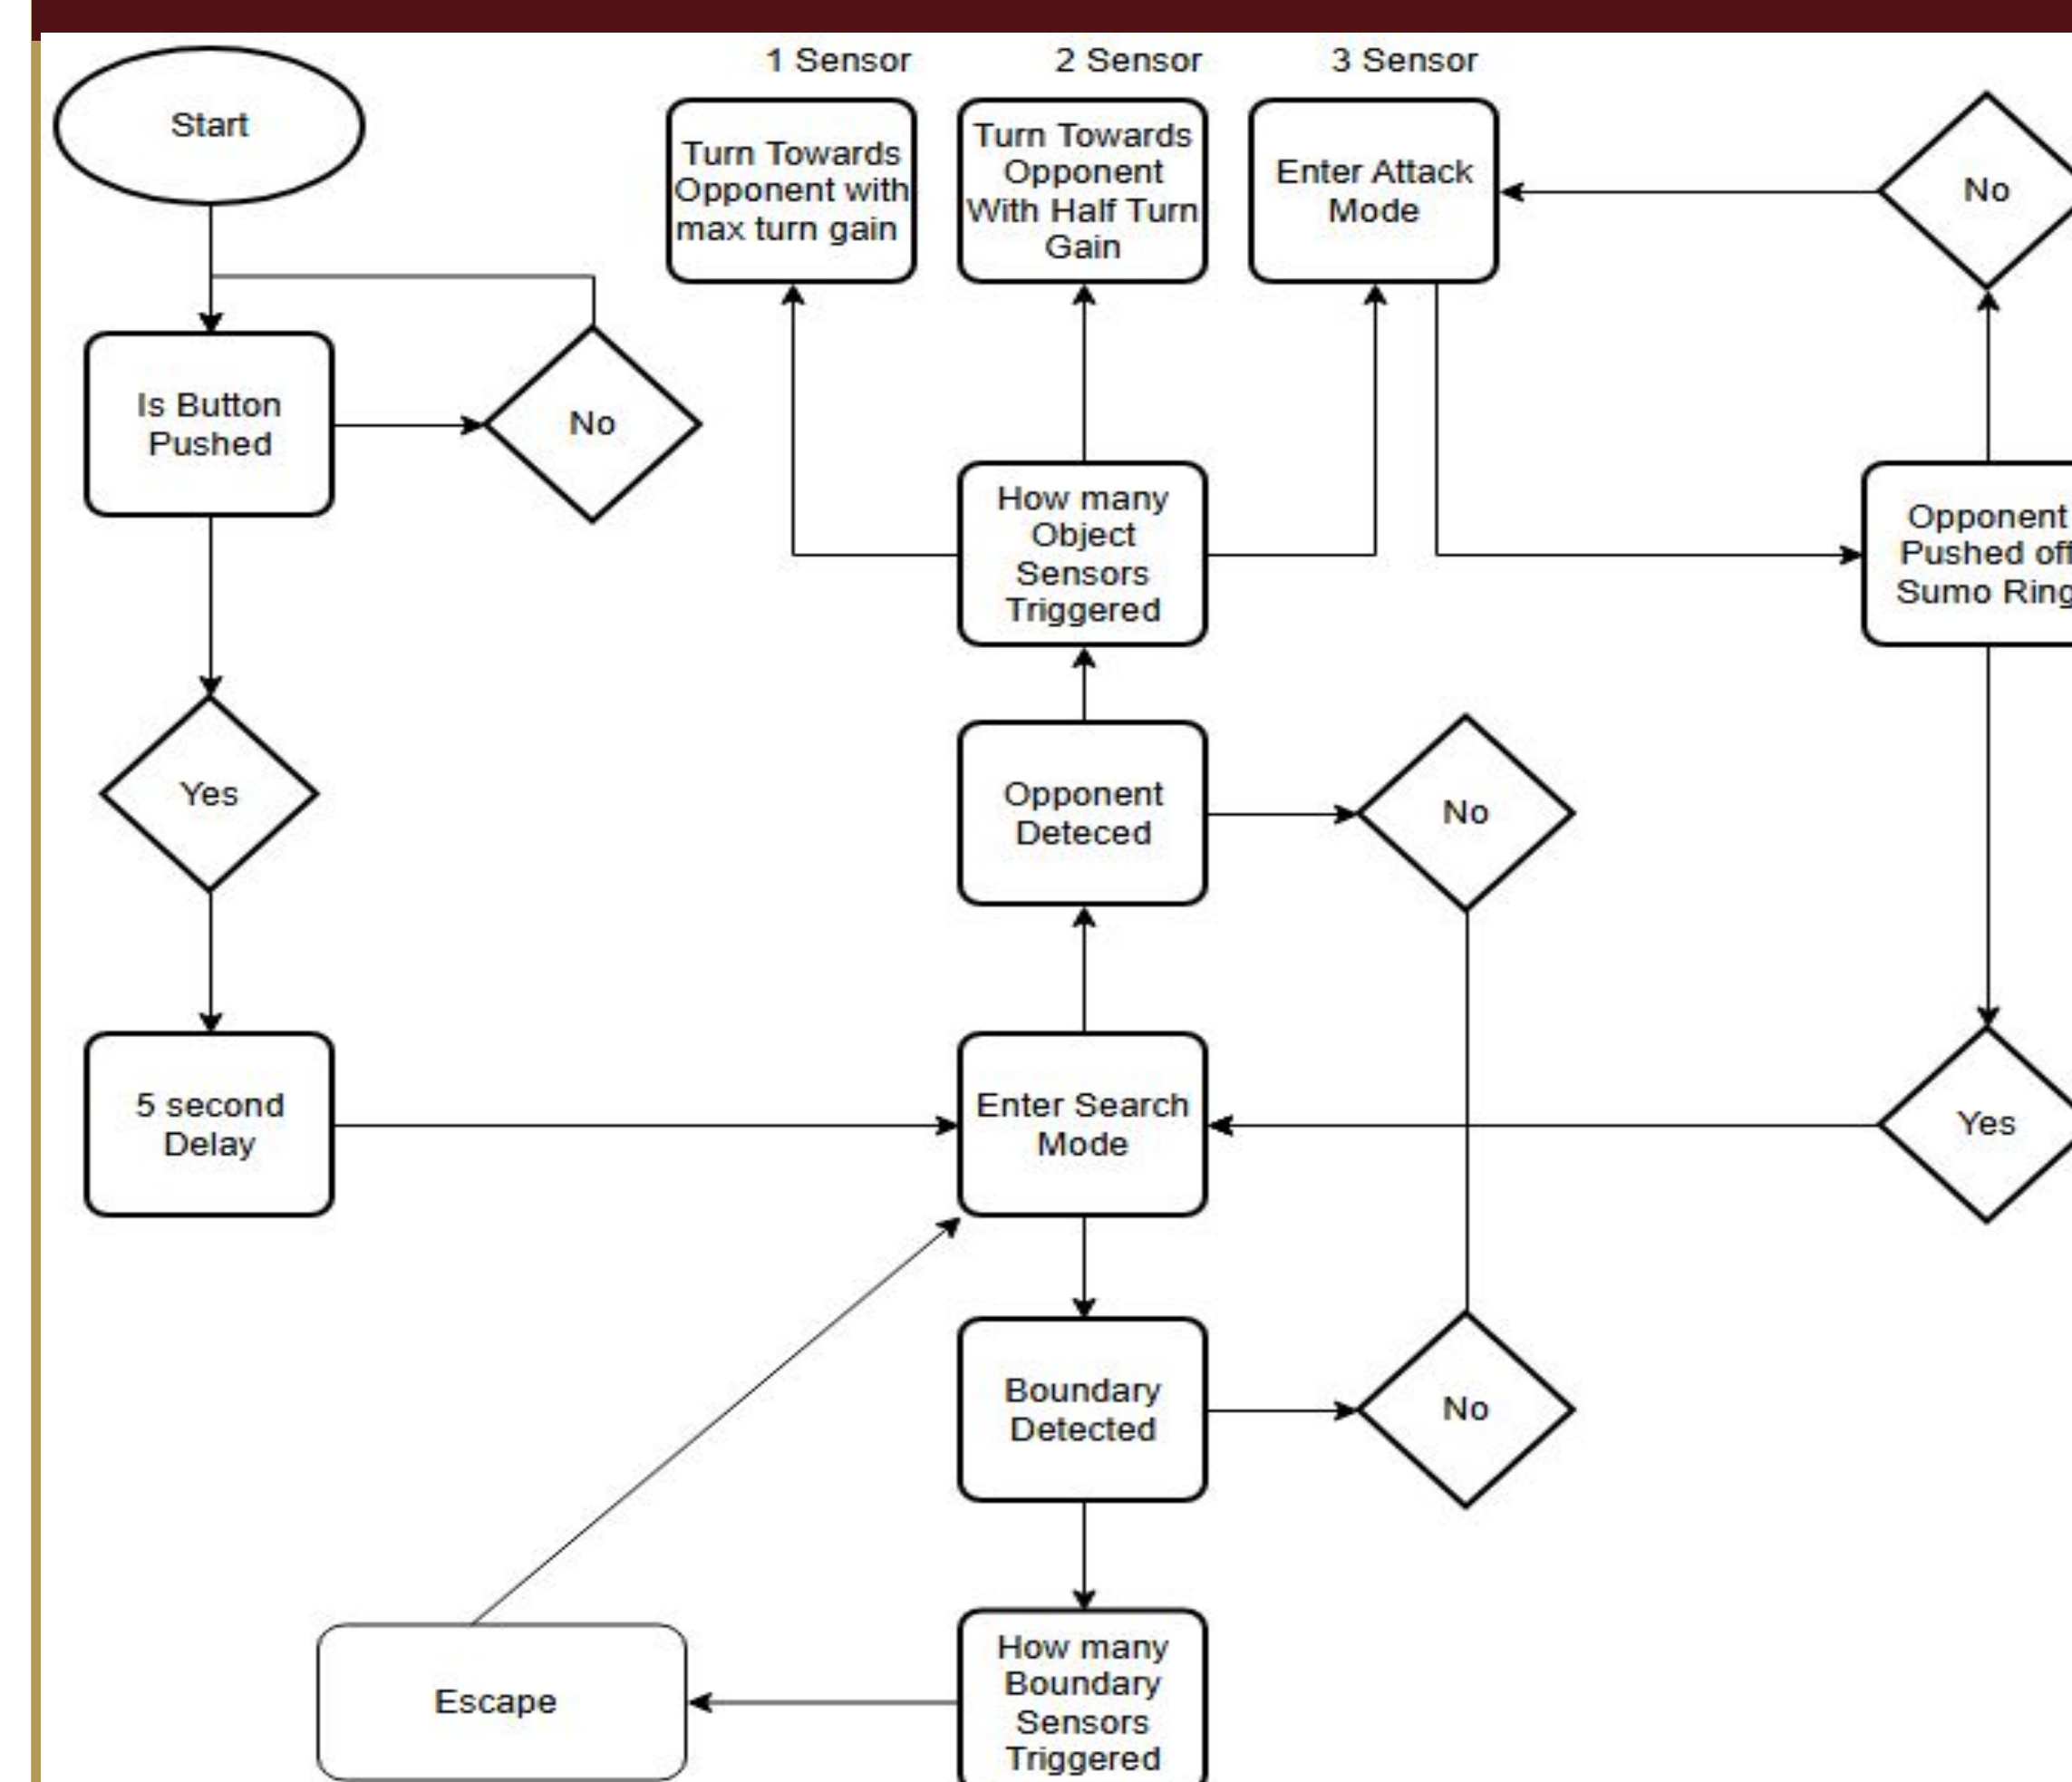 Start
1 Sensor
2 Sensor
3 Sensor
Turn Towards
Opponent with
max turn gain
Turn Towards
Opponent
With Half Turn
Gain
Enter Attack
Mode
No
Is Button
Pushed
No
How many
Object
Sensors
Triggered
Opponent
Pushed off
Sumo Ring
Yes
Opponent
Deteced
No
5 second
Delay
Enter Search
Mode
Yes
Boundary
Detected
No
Escape
How many
Boundary
Sensors
Triggered